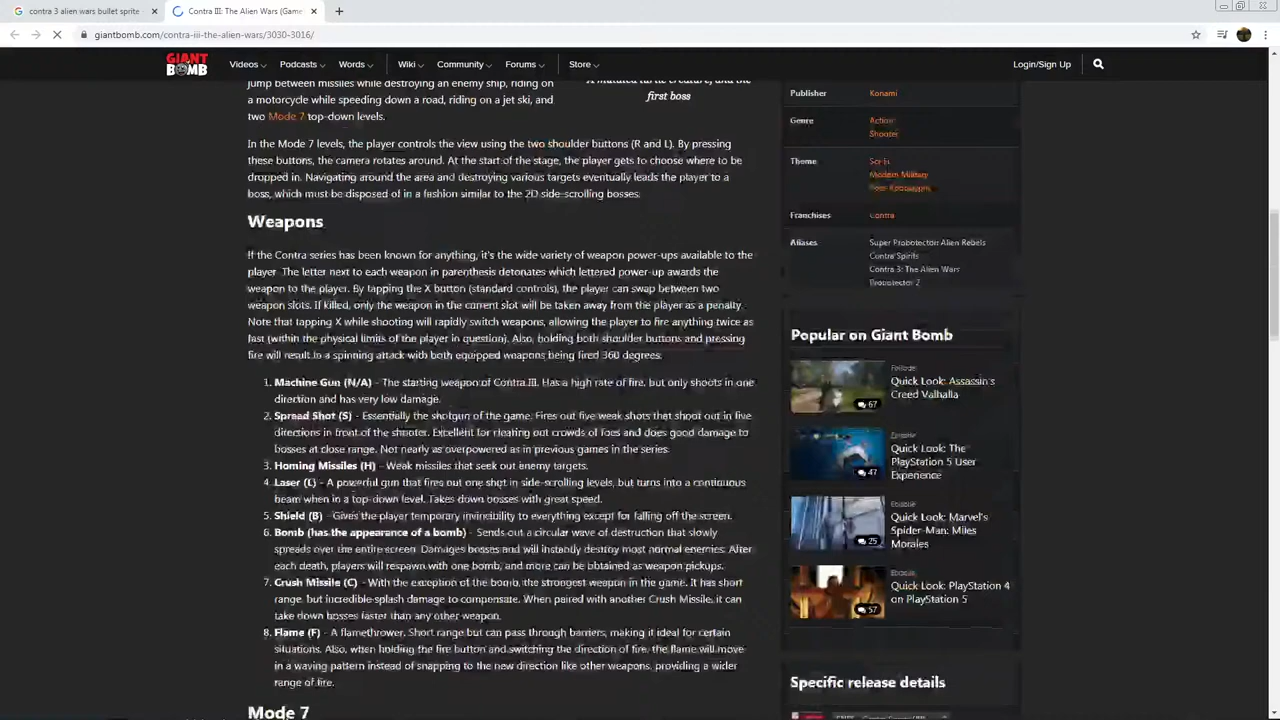 contra 3 alien wars bullet sprite
Contra III: The Alien Wars (Game
giantbomb.com/contra-iii-the-alien-wars/3030-3016/
GIANT BOMB
Videos
Podcasts
Words
Wiki
Community
Forums
Store
Login/Sign Up
jump between missiles while destroying an enemy ship, riding on
a motorcycle while speeding down a road, riding on a jet ski, and
two Mode 7 top-down levels.
A mutated turtle creature, and the
first boss
In the Mode 7 levels, the player controls the view using the two shoulder buttons (R and L). By pressing
these buttons, the camera rotates around. At the start of the stage, the player gets to choose where to be
dropped in. Navigating around the area and destroying various targets eventually leads the player to a
boss, which must be disposed of in a fashion similar to the 2D side-scrolling bosses.
Weapons
If the Contra series has been known for anything, it's the wide variety of weapon power-ups available to the
player. The letter next to each weapon in parenthesis detonates which lettered power-up awards the
weapon to the player. By tapping the X button (standard controls), the player can swap between two
weapon slots. If killed, only the weapon in the current slot will be taken away from the player as a penalty.
Note that tapping X while shooting will rapidly switch weapons, allowing the player to fire anything twice as
fast (within the physical limits of the player in question). Also, holding both shoulder buttons and pressing
fire will result in a spinning attack with both equipped weapons being fired 360 degrees.
1. Machine Gun (N/A) - The starting weapon of Contra III. Has a high rate of fire, but only shoots in one
direction and has very low damage.
2. Spread Shot (S) - Essentially the shotgun of the game. Fires out five weak shots that shoot out in five
directions in front of the shooter. Excellent for clearing out crowds of foes and does good damage to
bosses at close range. Not nearly as overpowered as in previous games in the series.
3. Homing Missiles (H) - Weak missiles that seek out enemy targets.
4. Laser (L) - A powerful gun that fires out one shot in side-scrolling levels, but turns into a continuous
beam when in a top-down level. Takes down bosses with great speed.
5. Shield (B) - Gives the player temporary invincibility to everything except for falling off the screen.
6. Bomb (has the appearance of a bomb) - Sends out a circular wave of destruction that slowly
spreads over the entire screen. Damages bosses and will instantly destroy most normal enemies. After
each death, players will respawn with one bomb, and more can be obtained as weapon pickups.
7. Crush Missile (C) - With the exception of the bomb, the strongest weapon in the game. It has short
range, but incredible splash damage to compensate. When paired with another Crush Missile, it can
take down bosses faster than any other weapon.
8. Flame (F) - A flamethrower. Short range but can pass through barriers, making it ideal for certain
situations. Also, when holding the fire button and switching the direction of fire, the flame will move
in a waving pattern instead of snapping to the new direction like other weapons, providing a wider
range of fire.
Mode 7
Publisher
Konami
Genre
Action
Shooter
Theme
Sci-Fi
Modern Military
Post-Apocalyptic
Franchises
Contra
Aliases
Super Probotector: Alien Rebels
Contra Spirits
Contra 3: The Alien Wars
Probotector 2
Popular on Giant Bomb
67
Episode
Quick Look: Assassin's
Creed Valhalla
47
Episode
Quick Look: The
PlayStation 5 User
Experience
25
Episode
Quick Look: Marvel's
Spider-Man: Miles
Morales
57
Episode
Quick Look: PlayStation 4
on PlayStation 5
Specific release details